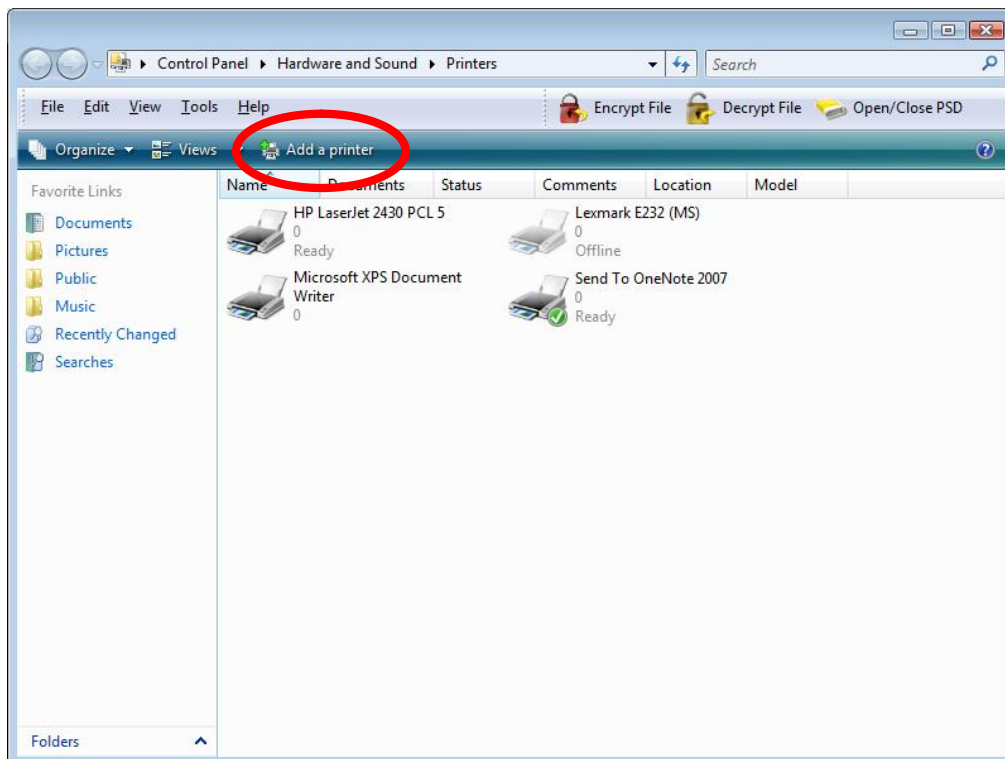 Control Panel Hardware and Sound Printers Search
File Edit View Tools Help Encrypt File Decrypt File Open/Close PSD
Organize Views Add a printer
Favorite Links
Documents
Pictures
Public
Music
Recently Changed
Searches
Folders
Name Documents Status Comments Location Model
HP LaserJet 2430 PCL 5
0
Ready
Lexmark E232 (MS)
0
Offline
Microsoft XPS Document
Writer
0
Send To OneNote 2007
0
Ready